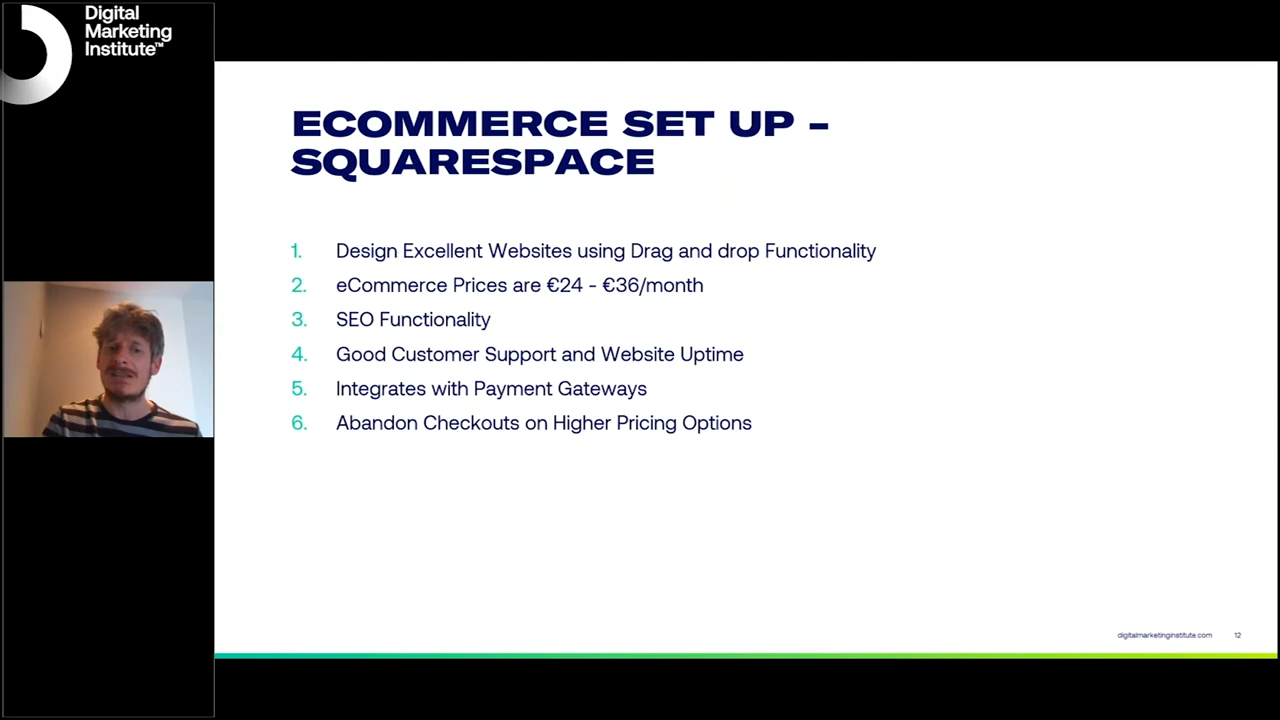 Digital
Marketing
Institute™
ECOMMERCE SET UP –
SQUARESPACE
1. Design Excellent Websites using Drag and drop Functionality
2. eCommerce Prices are €24 - €36/month
3. SEO Functionality
4. Good Customer Support and Website Uptime
5. Integrates with Payment Gateways
6. Abandon Checkouts on Higher Pricing Options
digitalmarketinginstitute.com 12